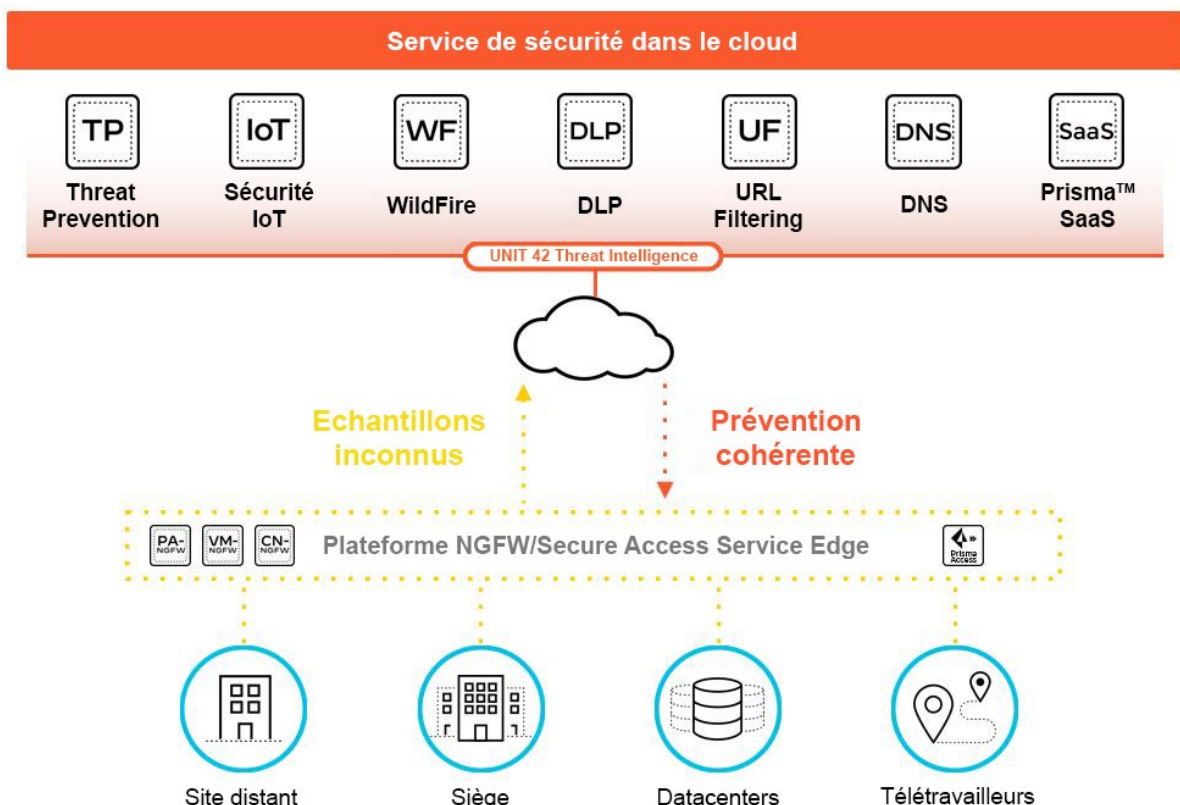 Service de sécurité dans le cloud
TP
IoT
WF
DLP
UF
DNS
SaaS
Threat
Prevention
Sécurité
IoT
WildFire
DLP
URL
Filtering
DNS
Prisma™
SaaS
UNIT 42 Threat Intelligence
Echantillons
inconnus
Prévention
cohérente
PA-
NGFW
VM-
NGFW
CN-
NGFW
Plateforme NGFW/Secure Access Service Edge
Prisma
Access
Site distant
Siège
Datacenters
Télétravailleurs